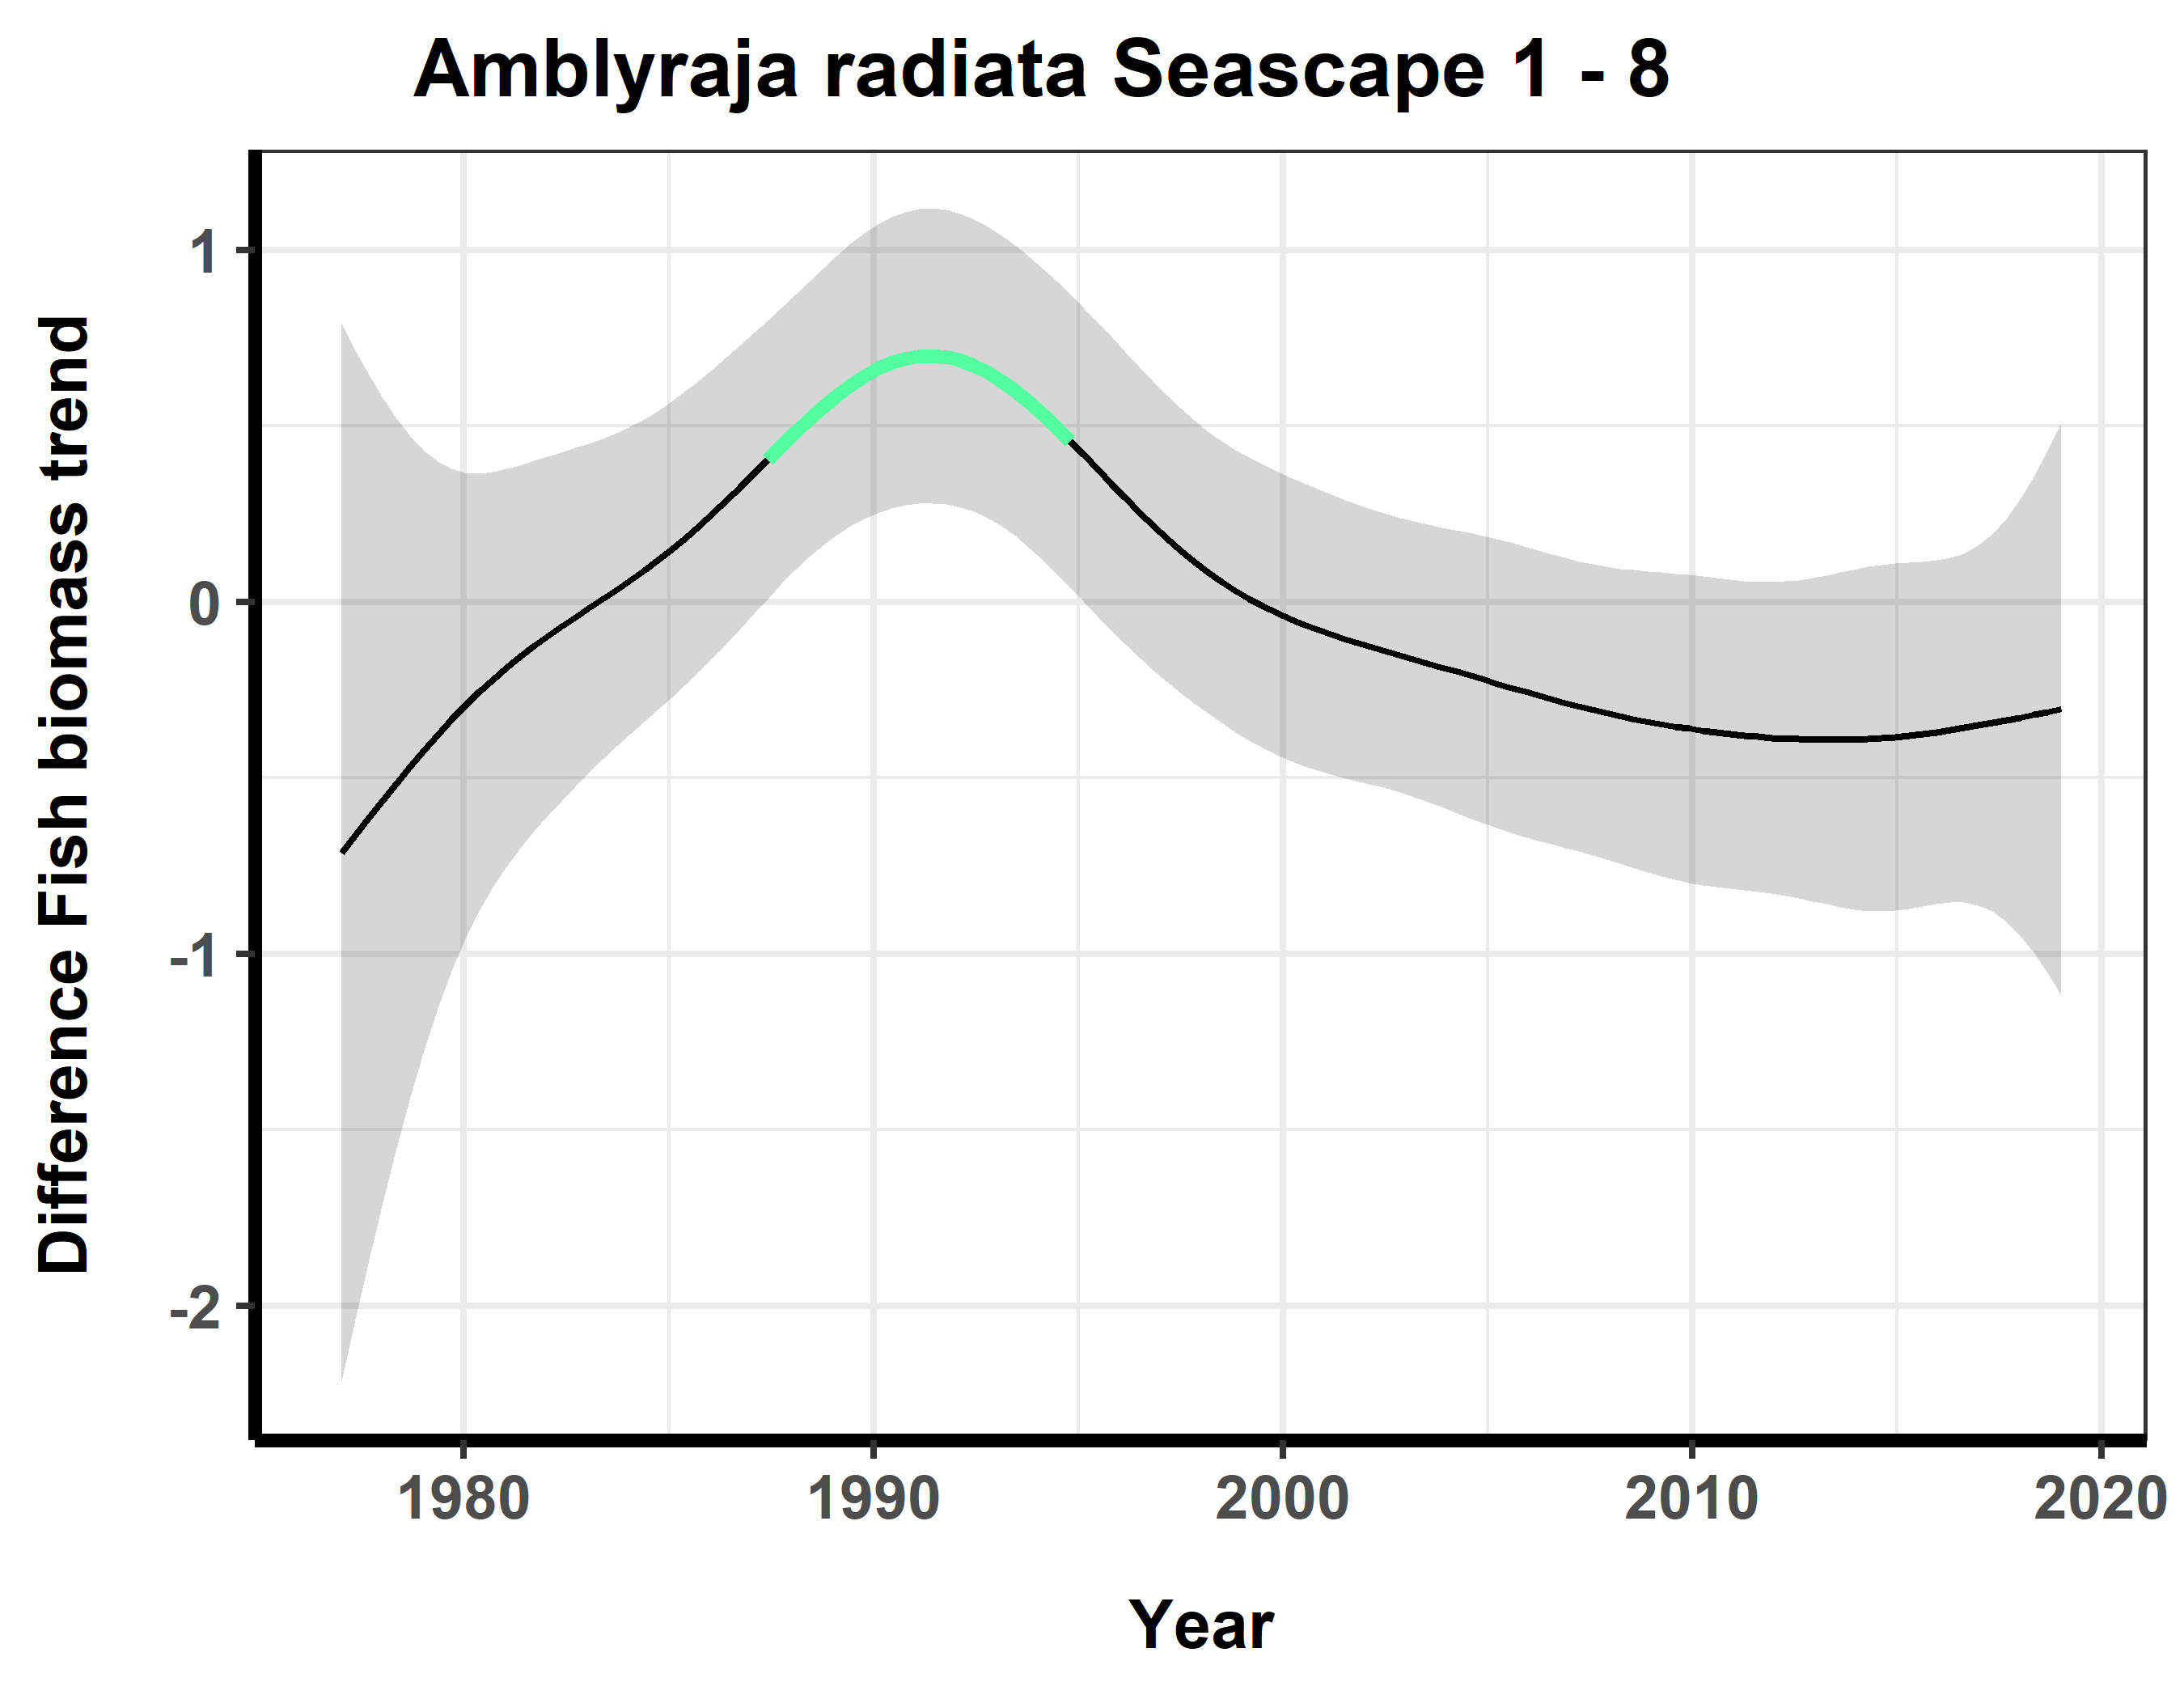 Amblyraja radiata Seascape 1 - 8
Difference Fish biomass trend
1
0
-1
-2
1980 1990 2000 2010 2020
Year